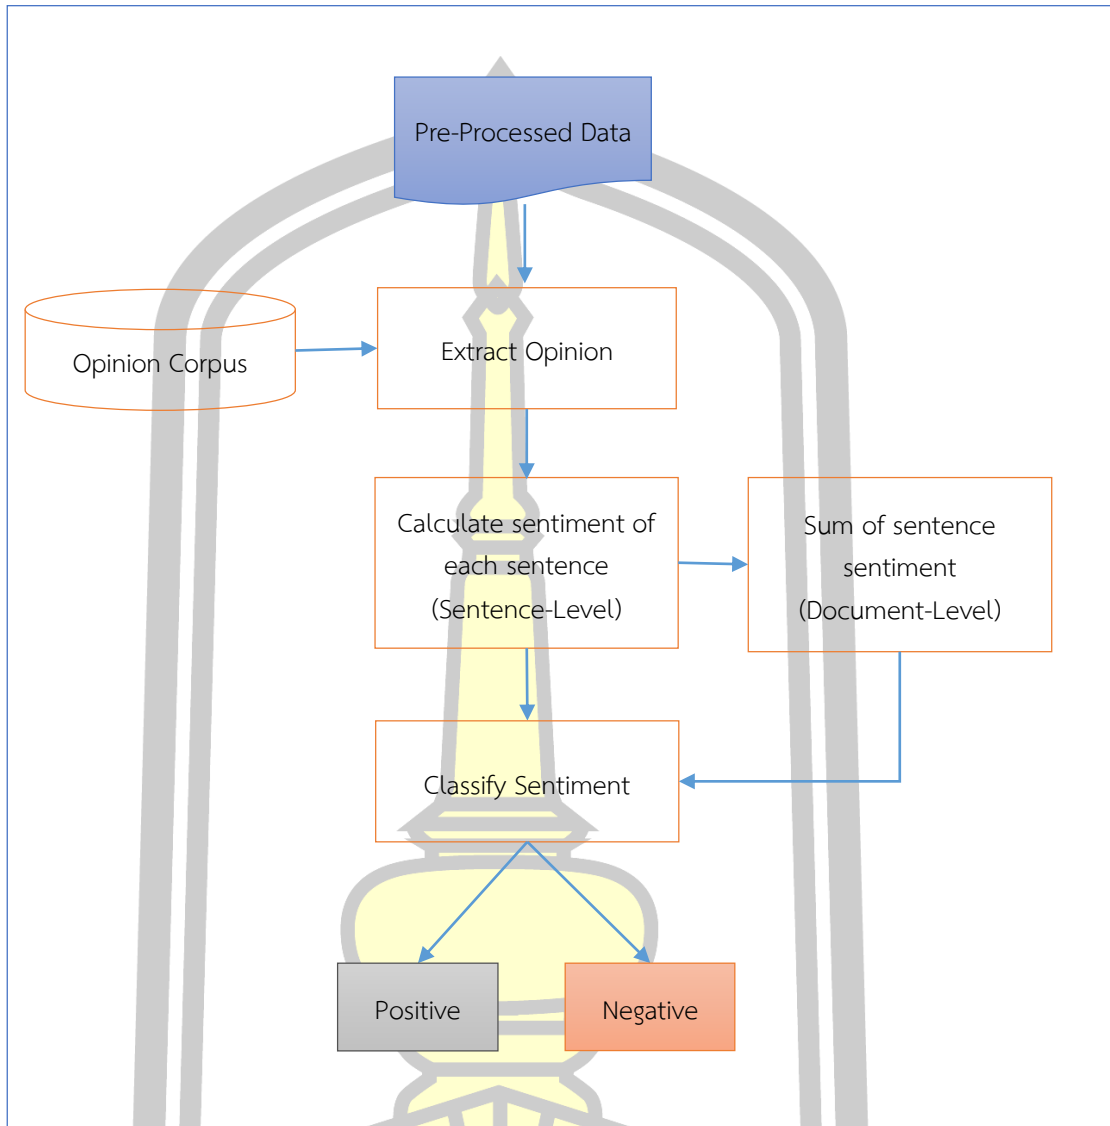 Pre-Processed Data
Opinion Corpus
Extract Opinion
Calculate sentiment of
each sentence
(Sentence-Level)
Sum of sentence
sentiment
(Document-Level)
Classify Sentiment
Positive
Negative